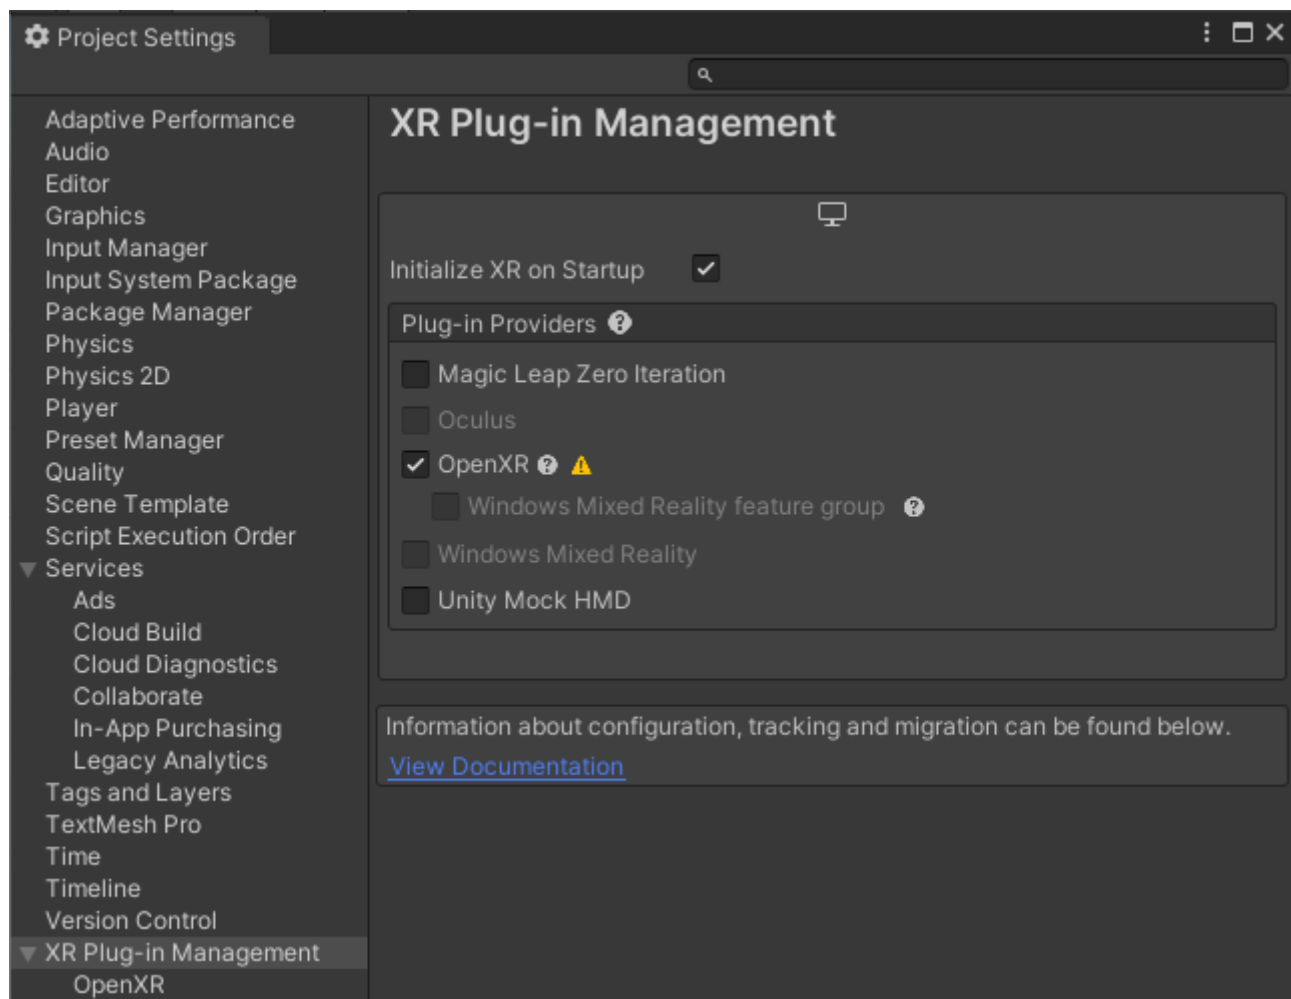 Project Settings
XR Plug-in Management
Adaptive Performance
Audio
Editor
Graphics
Input Manager
Input System Package
Package Manager
Physics
Physics 2D
Player
Preset Manager
Quality
Scene Template
Script Execution Order
Services
Ads
Cloud Build
Cloud Diagnostics
Collaborate
In-App Purchasing
Legacy Analytics
Tags and Layers
TextMesh Pro
Time
Timeline
Version Control
XR Plug-in Management
OpenXR
Initialize XR on Startup
Plug-in Providers
Magic Leap Zero Iteration
Oculus
OpenXR
Windows Mixed Reality feature group
Windows Mixed Reality
Unity Mock HMD
Information about configuration, tracking and migration can be found below.
View Documentation